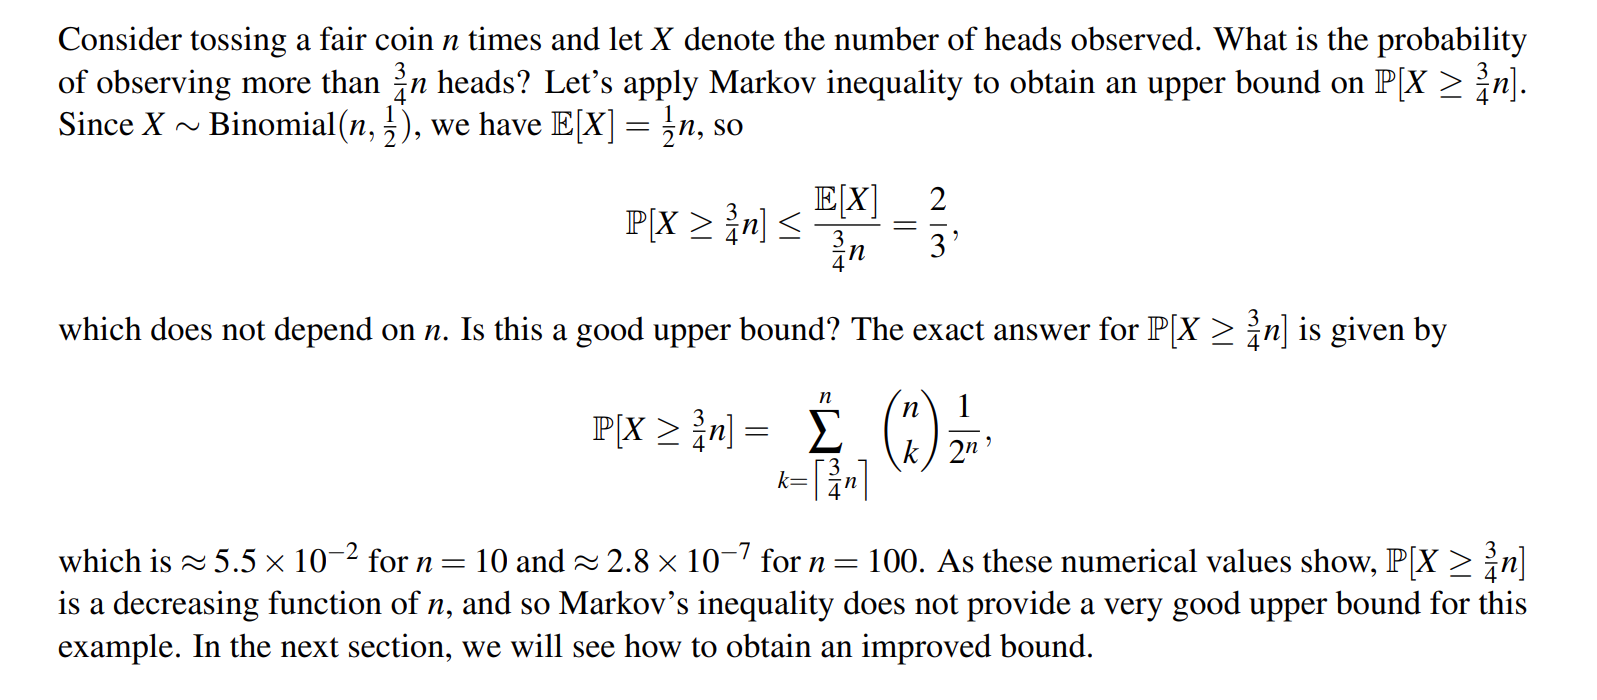 Consider tossing a fair coin n times and let X denote the number of heads observed. What is the probability
of observing more than $\frac{3}{4}n$ heads? Let’s apply Markov inequality to obtain an upper bound on $\mathbb{P}[X \geq \frac{3}{4}n]$.
Since $X \sim \text{Binomial}(n, \frac{1}{2})$, we have $\mathbb{E}[X] = \frac{1}{2}n$, so
$\mathbb{P}[X \geq \frac{3}{4}n] \leq \frac{\mathbb{E}[X]}{\frac{3}{4}n} = \frac{2}{3},$
which does not depend on n. Is this a good upper bound? The exact answer for $\mathbb{P}[X \geq \frac{3}{4}n]$ is given by
$\mathbb{P}[X \geq \frac{3}{4}n] = \sum_{k=\lceil \frac{3}{4}n \rceil}^{n} \binom{n}{k} \frac{1}{2^n},$
which is $\approx 5.5 \times 10^{-2}$ for $n = 10$ and $\approx 2.8 \times 10^{-7}$ for $n = 100$. As these numerical values show, $\mathbb{P}[X \geq \frac{3}{4}n]$
is a decreasing function of n, and so Markov’s inequality does not provide a very good upper bound for this
example. In the next section, we will see how to obtain an improved bound.